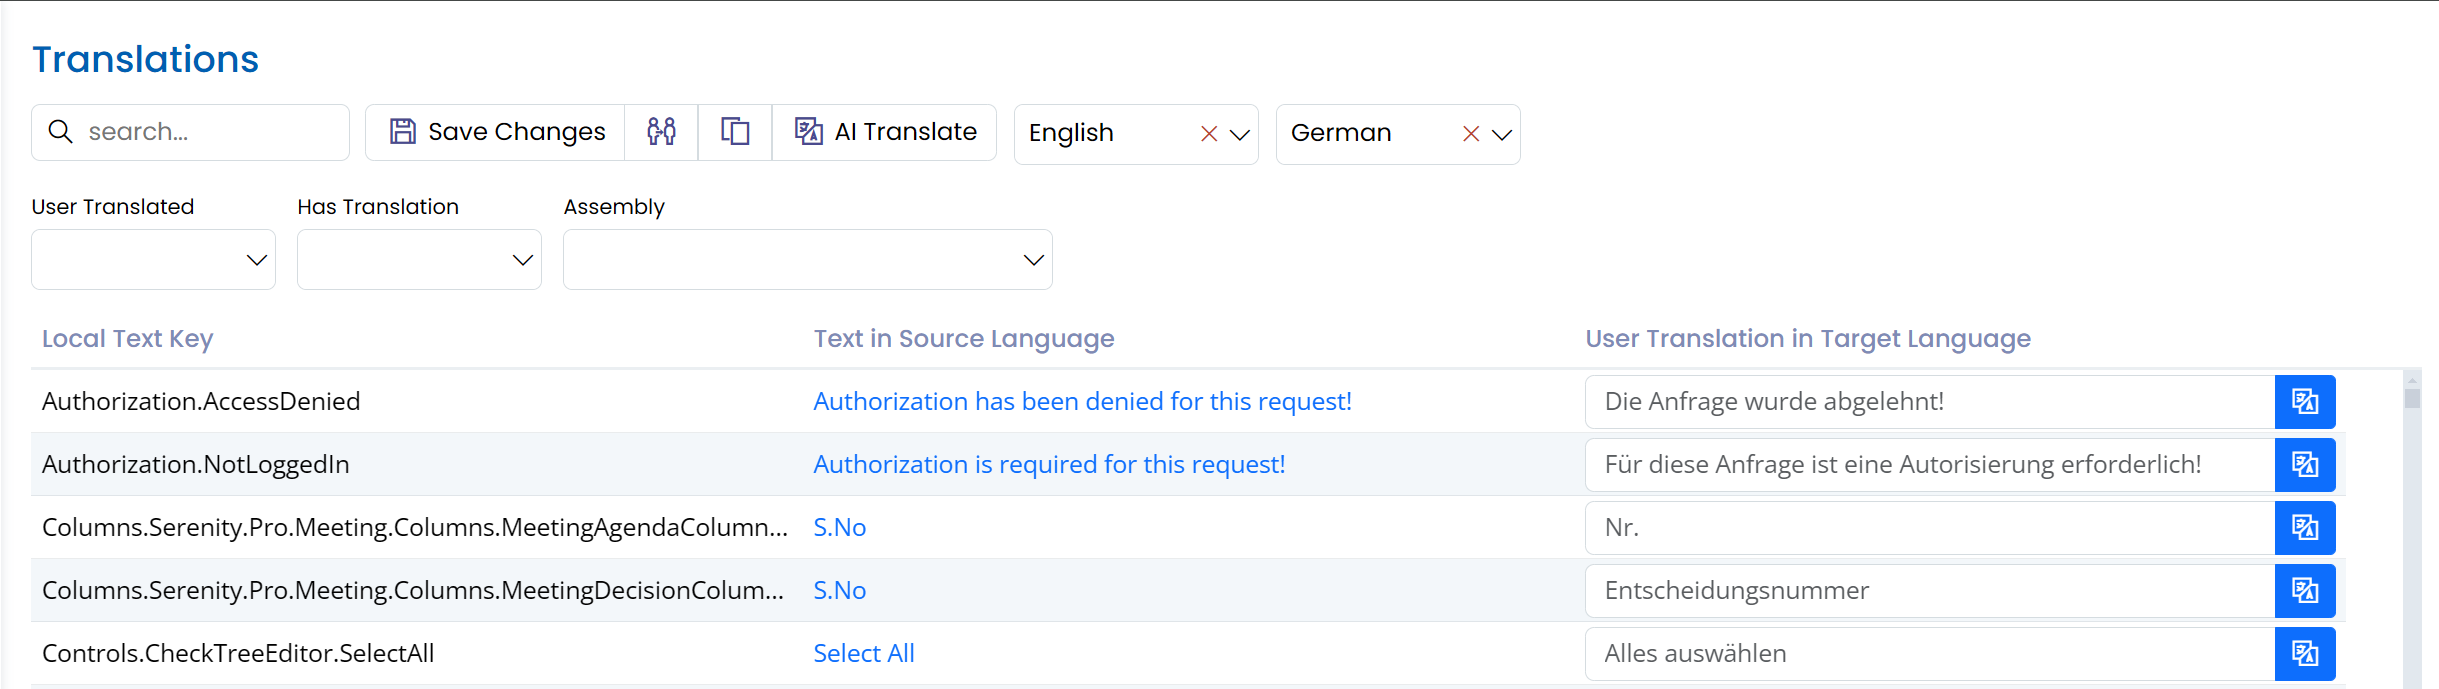 Translations
search...
Save Changes
AI Translate
English
German
User Translated
Has Translation
Assembly
Local Text Key
Text in Source Language
User Translation in Target Language
Authorization.AccessDenied
Authorization has been denied for this request!
Die Anfrage wurde abgelehnt!
Authorization.NotLoggedIn
Authorization is required for this request!
Für diese Anfrage ist eine Autorisierung erforderlich!
Columns.Serenity.Pro.Meeting.Columns.MeetingAgendaColumn...
S.No
Nr.
Columns.Serenity.Pro.Meeting.Columns.MeetingDecisionColum...
S.No
Entscheidungsnummer
Controls.CheckTreeEditor.SelectAll
Select All
Alles auswählen